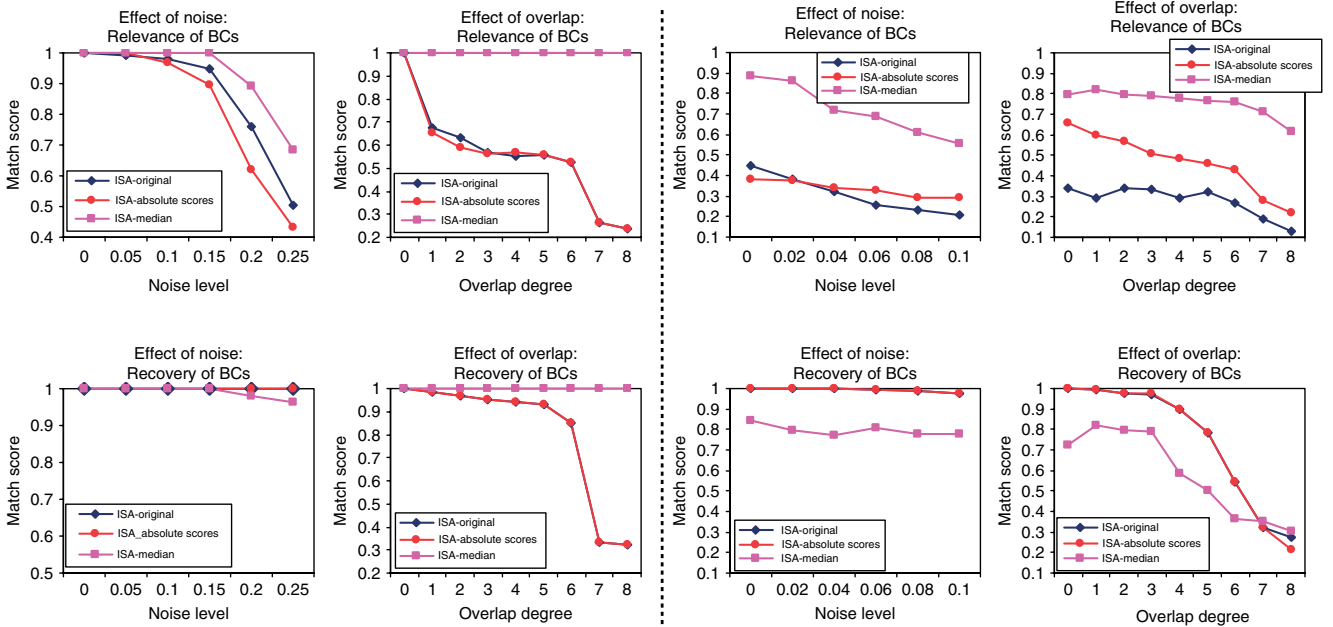 Effect of noise:
Relevance of BCs
1
0.9
0.8
0.7
0.6
0.5
0.4
Match score
ISA-original
ISA-absolute scores
ISA-median
0 0.05 0.1 0.15 0.2 0.25
Noise level
Effect of overlap:
Relevance of BCs
1
0.9
0.8
0.7
0.6
0.5
0.4
0.3
0.2
Match score
ISA-original
ISA-absolute scores
ISA-median
0 1 2 3 4 5 6 7 8
Overlap degree
Effect of noise:
Relevance of BCs
1
0.9
0.8
0.7
0.6
0.5
0.4
0.3
0.2
0.1
Match score
ISA-original
ISA-absolute scores
ISA-median
0 0.02 0.04 0.06 0.08 0.1
Noise level
Effect of overlap:
Relevance of BCs
1
0.9
0.8
0.7
0.6
0.5
0.4
0.3
0.2
0.1
Match score
ISA-original
ISA-absolute scores
ISA-median
0 1 2 3 4 5 6 7 8
Overlap degree
Effect of noise:
Recovery of BCs
1
0.9
0.8
0.7
0.6
0.5
Match score
ISA-original
ISA_absolute scores
ISA-median
0 0.05 0.1 0.15 0.2 0.25
Noise level
Effect of overlap:
Recovery of BCs
1
0.9
0.8
0.7
0.6
0.5
0.4
0.3
0.2
Match score
ISA-original
ISA-absolute scores
ISA-median
0 1 2 3 4 5 6 7 8
Overlap degree
Effect of noise:
Recovery of BCs
1
0.9
0.8
0.7
0.6
0.5
0.4
0.3
0.2
0.1
Match score
ISA-original
ISA-absolute scores
ISA-median
0 0.02 0.04 0.06 0.08 0.1
Noise level
Effect of overlap:
Recovery of BCs
1
0.9
0.8
0.7
0.6
0.5
0.4
0.3
0.2
0.1
Match score
ISA-original
ISA-absolute scores
ISA-median
0 1 2 3 4 5 6 7 8
Overlap degree